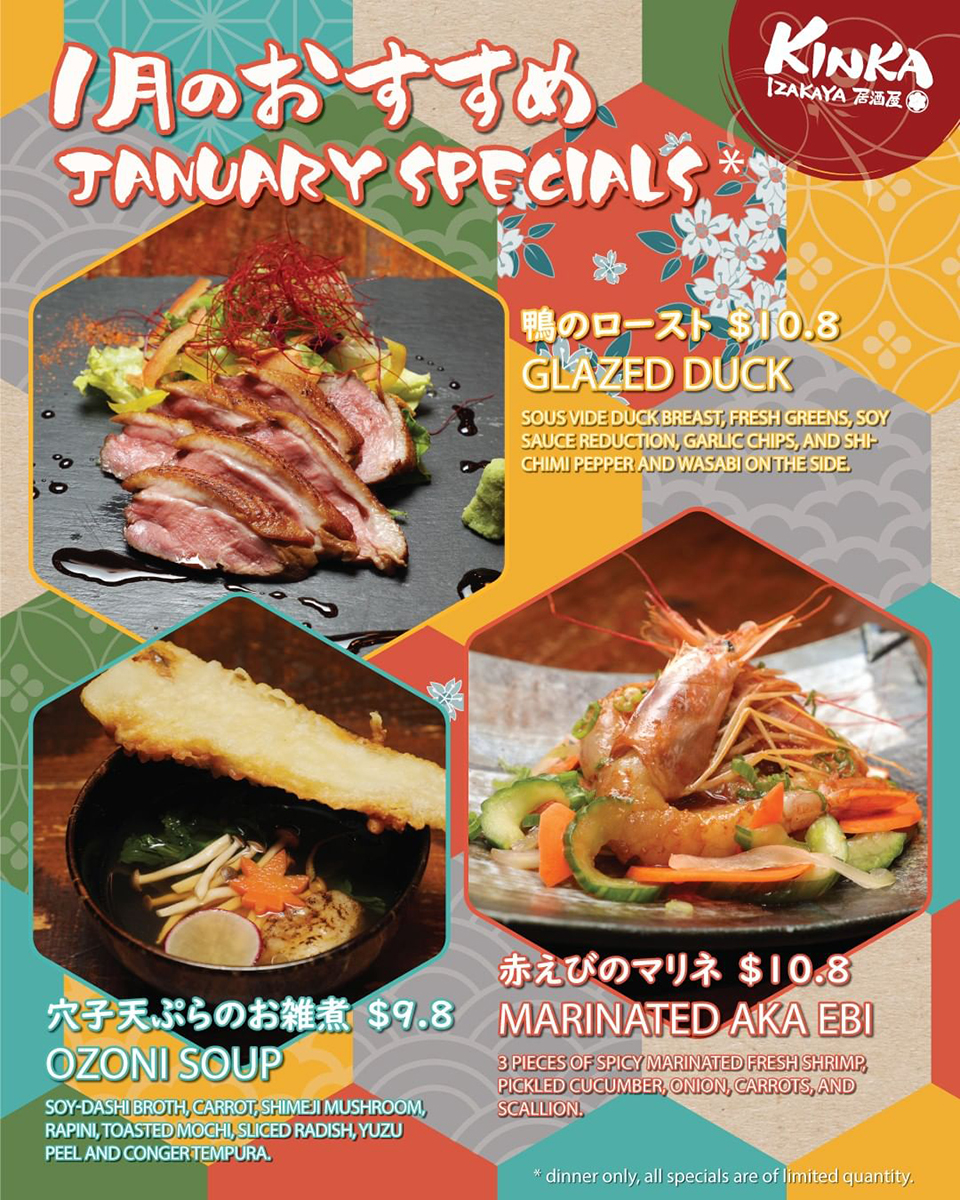 KINKA
IZAKAYA 居酒屋
1月のおすすめ
JANUARY SPECIALS*
鴨のロースト $10.8
GLAZED DUCK
SOUS VIDE DUCK BREAST, FRESH GREENS, SOY
SAUCE REDUCTION, GARLIC CHIPS, AND SHI-
CHIMI PEPPER AND WASABI ON THE SIDE.
赤えびのマリネ $10.8
MARINATED AKA EBI
3 PIECES OF SPICY MARINATED FRESH SHRIMP,
PICKLED CUCUMBER, ONION, CARROTS, AND
SCALLION.
穴子天ぷらのお雑煮 $9.8
OZONI SOUP
SOY-DASHI BROTH, CARROT, SHIMEJI MUSHROOM,
RAPINI, TOASTED MOCHI, SLICED RADISH, YUZU
PEEL AND CONGER TEMPURA.
* dinner only, all specials are of limited quantity.